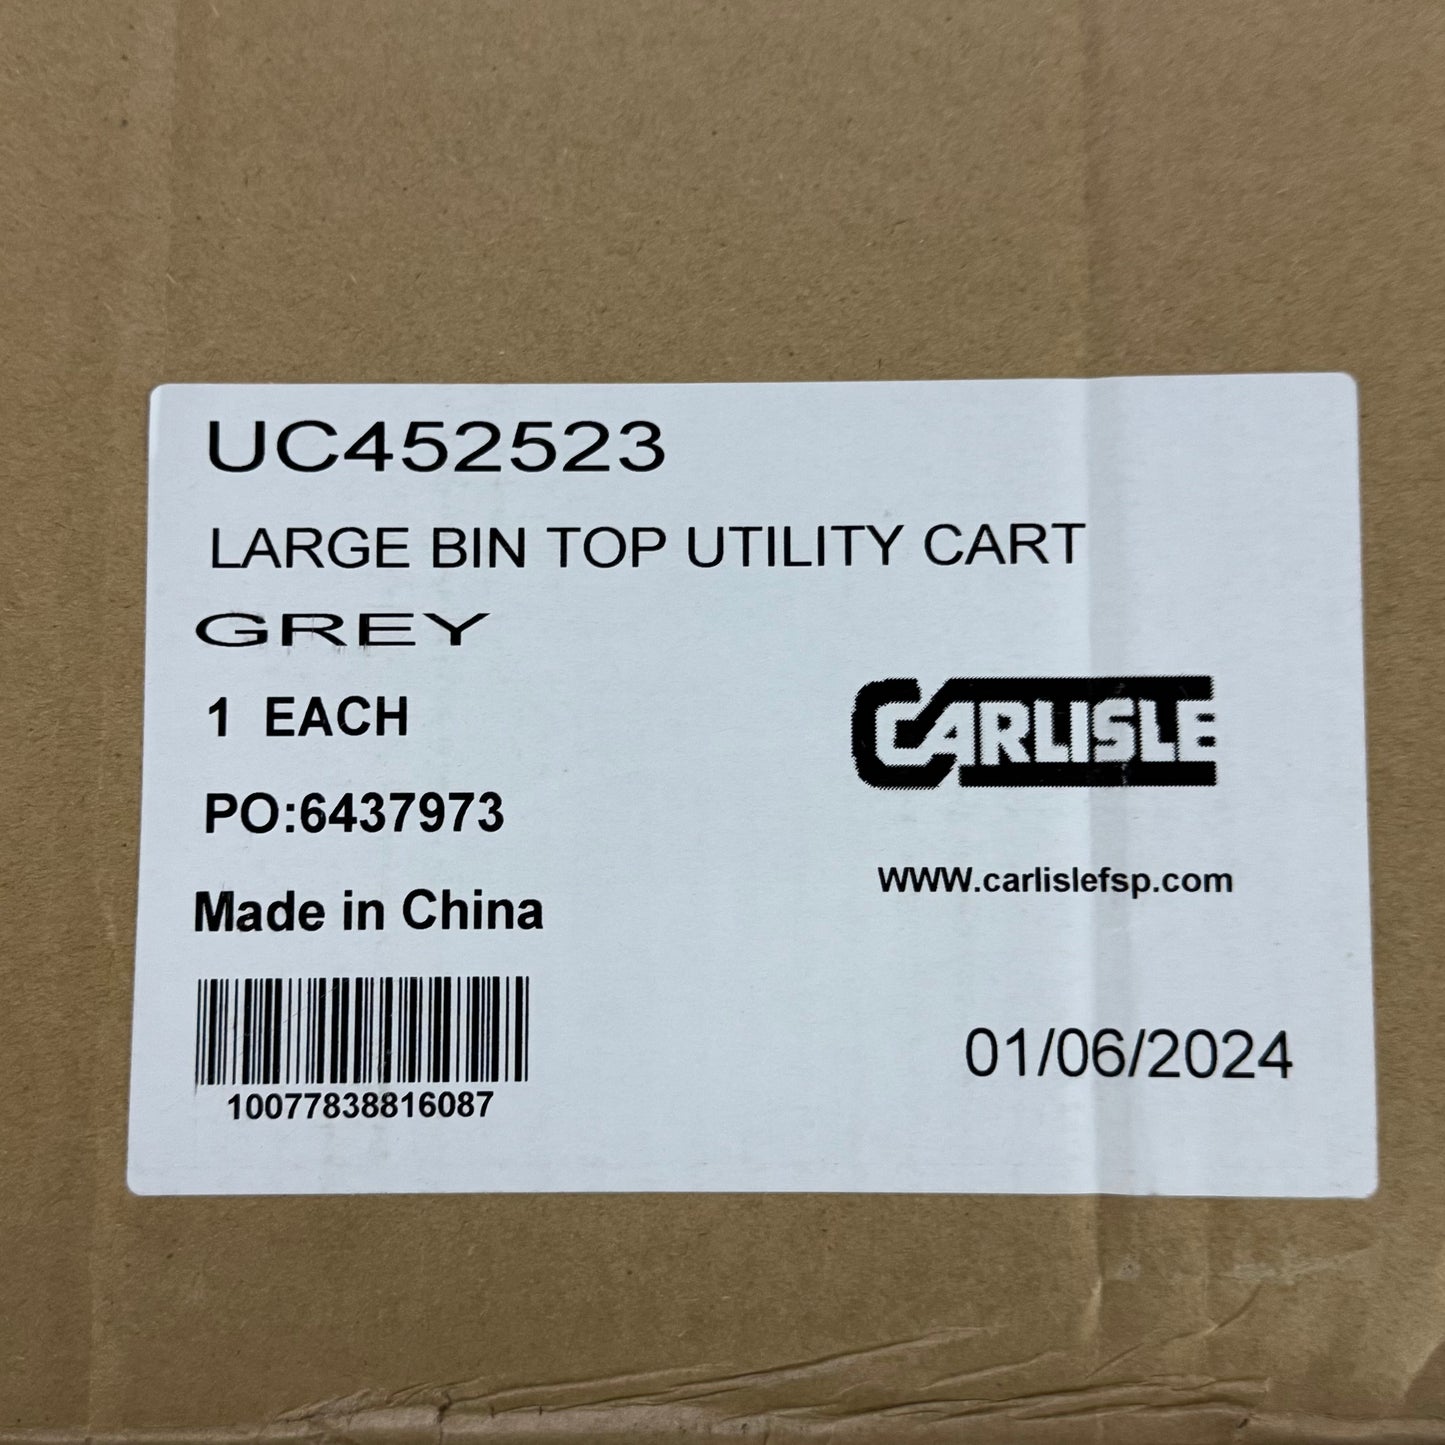 UC452523
LARGE BIN TOP UTILITY CART
GREY
1 EACH
CARLISLE
PO:6437973
WWW.carlislefsp.com
Made in China
01/06/2024
10077838816087